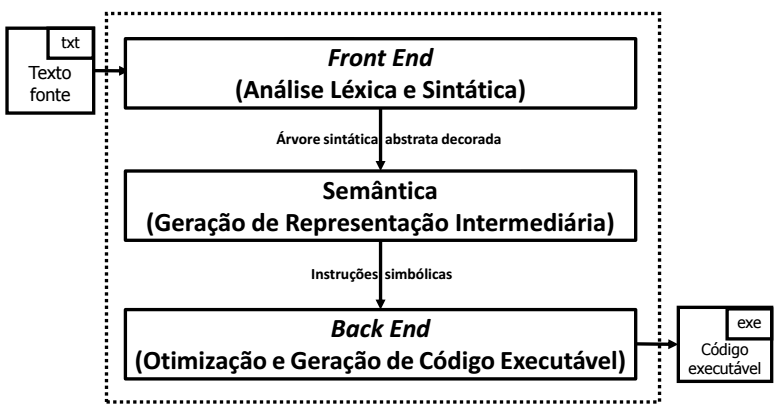 txt
Texto
fonte
Front End
(Análise Léxica e Sintática)
Árvore sintática abstrata decorada
Semântica
(Geração de Representação Intermediária)
Instruções simbólicas
Back End
(Otimização e Geração de Código Executável)
exe
Código
executável